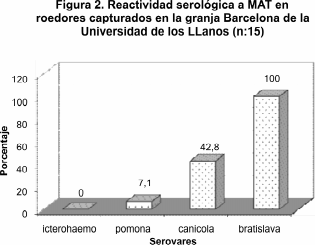 Figura 2. Reactividad serológica a MAT en
roedores capturados en la granja Barcelona de la
Universidad de los LLanos (n:15)
Porcentaje
120
100
80
60
40
20
0
0
7,1
42,8
100
icterohaemo pomona canicola bratislava
Serovares